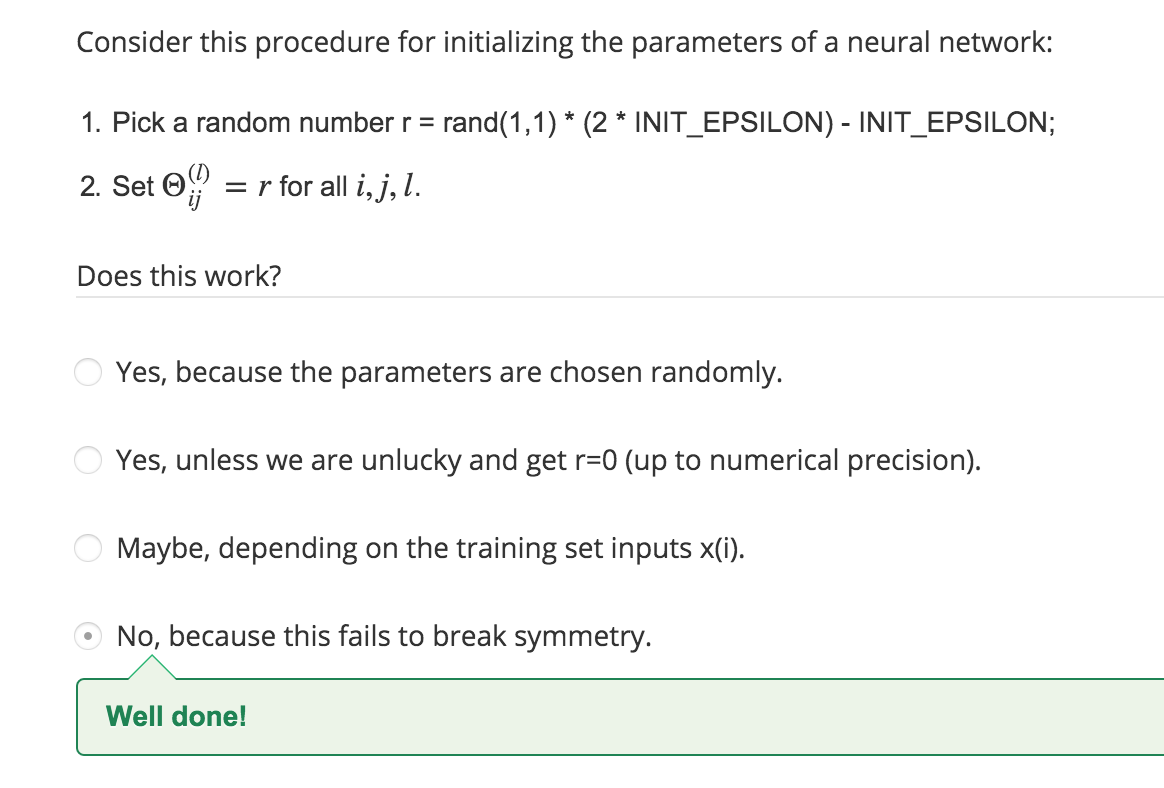 Consider this procedure for initializing the parameters of a neural network:
1. Pick a random number r = rand(1,1) * (2 * INIT_EPSILON) - INIT_EPSILON;
2. Set Θ_{ij}^{(l)} = r for all i, j, l.
Does this work?
Yes, because the parameters are chosen randomly.
Yes, unless we are unlucky and get r=0 (up to numerical precision).
Maybe, depending on the training set inputs x(i).
No, because this fails to break symmetry.
Well done!